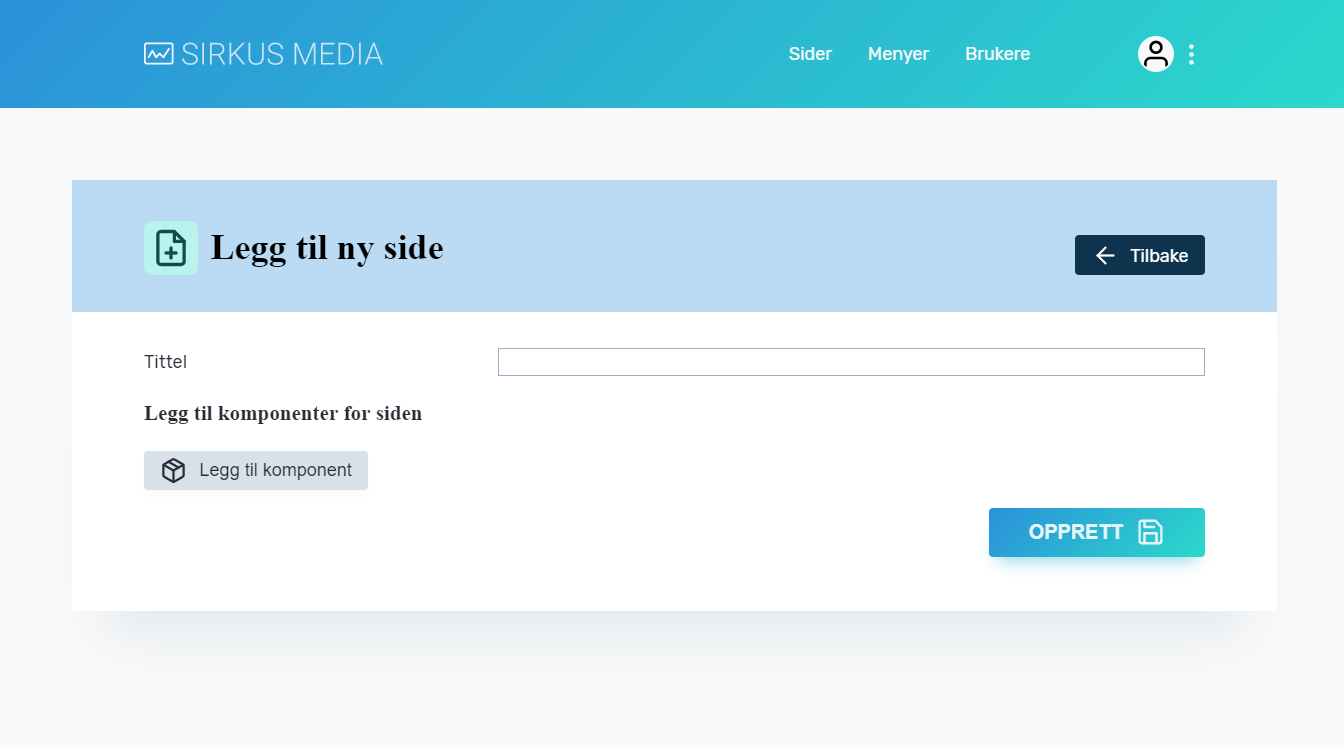 SIRKUS MEDIA
Sider Menyer Brukere
Legg til ny side
Tilbake
Tittel
Legg til komponenter for siden
Legg til komponent
OPPRETT